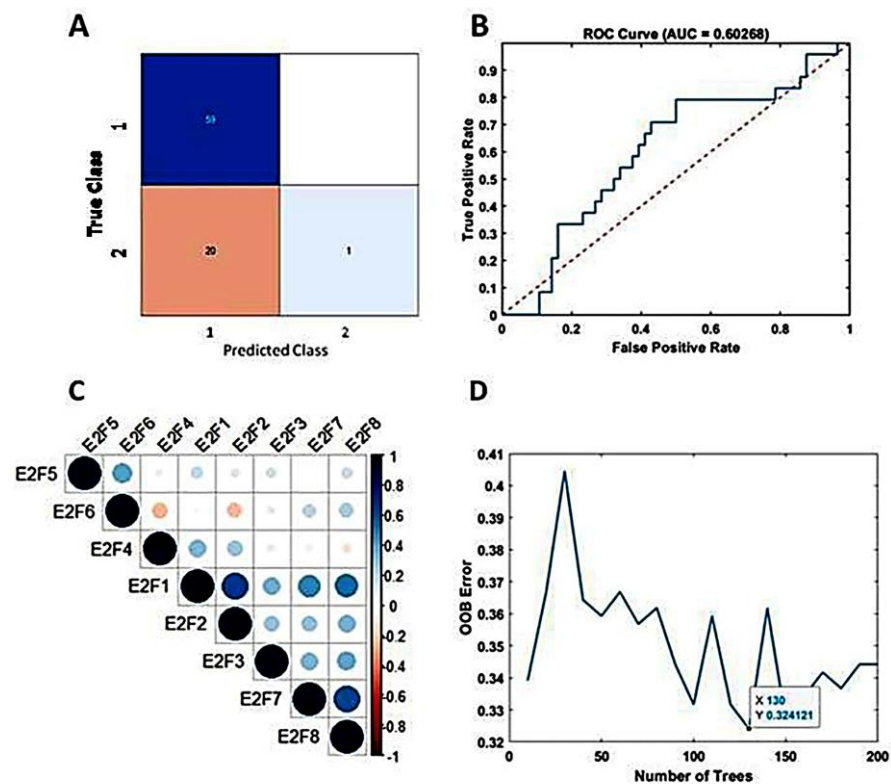 A
True Class
1
2
59
20
1
1
2
Predicted Class
B
ROC Curve (AUC = 0.60268)
True Positive Rate
0.9
0.8
0.7
0.6
0.5
0.4
0.3
0.2
0.1
0
0
0.2
0.4
0.6
0.8
1
False Positive Rate
C
E2F5
E2F6
E2F4
E2F1
E2F2
E2F3
E2F7
E2F8
E2F5
E2F6
E2F4
E2F1
E2F2
E2F3
E2F7
E2F8
1
0.8
0.6
0.4
0.2
0
-0.2
-0.4
-0.6
-0.8
-1
D
OOB Error
0.41
0.4
0.39
0.38
0.37
0.36
0.35
0.34
0.33
0.32
X 130
Y 0.324121
0
50
100
150
200
Number of Trees